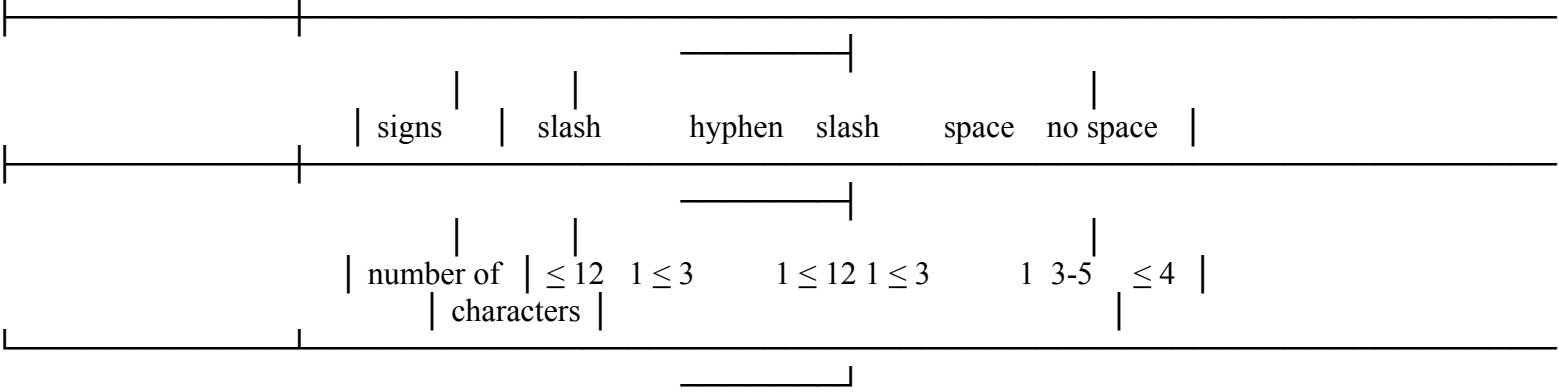 signs slash hyphen slash space no space
number of ≤ 12 1 ≤ 3 1 ≤ 12 1 ≤ 3 1 3-5 ≤ 4
characters